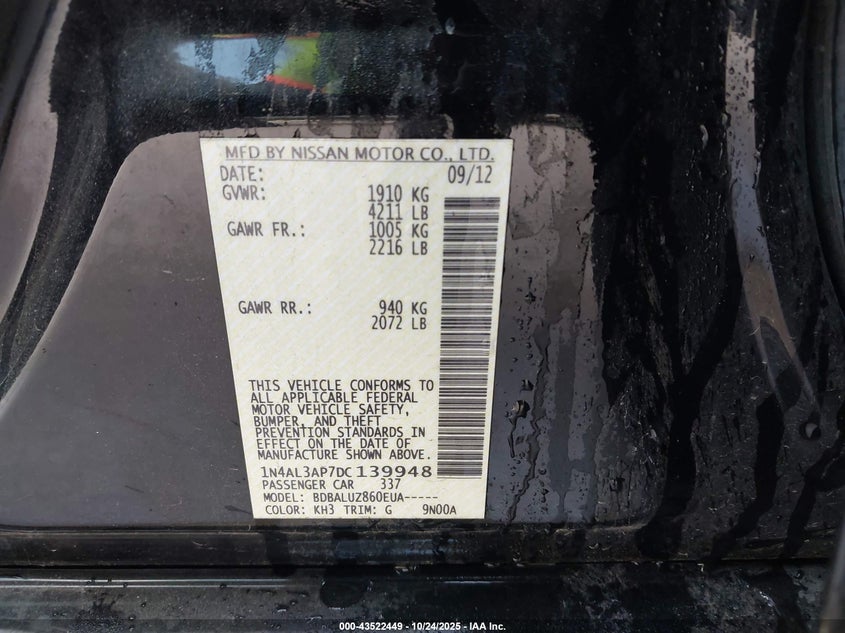 MFD BY NISSAN MOTOR CO., LTD.
DATE: 09/12
GVWR: 1910 KG
4211 LB
GAWR FR.: 1005 KG
2216 LB
GAWR RR.: 940 KG
2072 LB
THIS VEHICLE CONFORMS TO
ALL APPLICABLE FEDERAL
MOTOR VEHICLE SAFETY,
BUMPER, AND THEFT
PREVENTION STANDARDS IN
EFFECT ON THE DATE OF
MANUFACTURE SHOWN ABOVE.
1N4AL3AP7DC139948
PASSENGER CAR 337
MODEL: BDBALUZ860EUA-----
COLOR: KH3 TRIM: G 9N00A
000-43522449 - 10/24/2025 - IAA Inc.